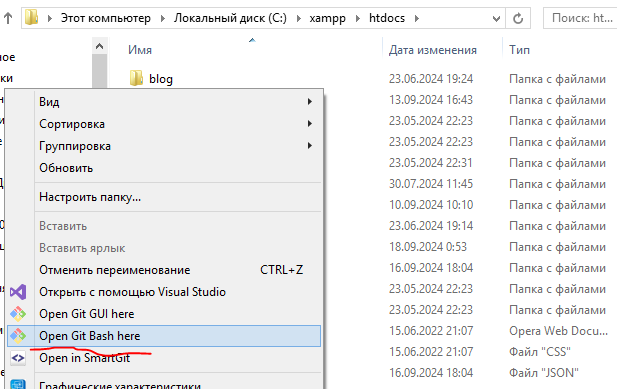 Этот компьютер
Локальный диск (C:)
xampp
htdocs
Поиск: ht...
Имя
Дата изменения
Тип
blog
23.06.2024 19:24 Папка с файлами
13.09.2024 16:43 Папка с файлами
23.05.2024 22:23 Папка с файлами
23.05.2024 22:23 Папка с файлами
23.05.2024 22:31 Папка с файлами
30.07.2024 11:45 Папка с файлами
10.09.2024 10:10 Папка с файлами
23.06.2024 19:14 Папка с файлами
18.09.2024 0:53 Папка с файлами
16.09.2024 18:04 Папка с файлами
23.05.2024 22:23 Папка с файлами
23.05.2024 22:23 Папка с файлами
15.06.2022 21:07 Opera Web Docu...
15.06.2022 21:07 Файл "CSS"
16.09.2024 18:04 Файл "JSON"
Вид
Сортировка
Группировка
Обновить
Настроить папку...
Вставить
Вставить ярлык
Отменить переименование CTRL+Z
Открыть с помощью Visual Studio
Open Git GUI here
Open Git Bash here
Open in SmartGit
Графические характеристики